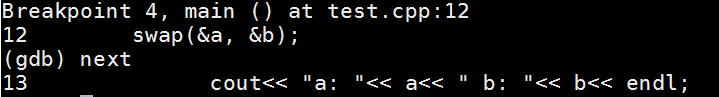 Breakpoint 4, main () at test.cpp:12
12        swap(&a, &b);
(gdb) next
13            cout<< "a: "<< a<< " b: "<< b<< endl;